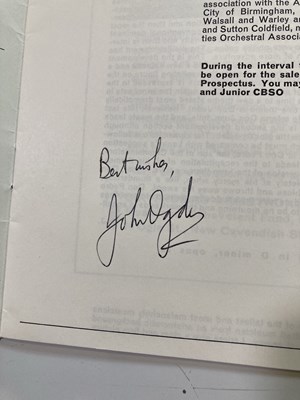 association with the A
City of Birmingham,
Walsall and Warley a
and Sutton Coldfield, n
ties Orchestral Associa
During the interval
be open for the sale
Prospectus. You may
and Junior CBSO
Best wishes,
John Ogdon